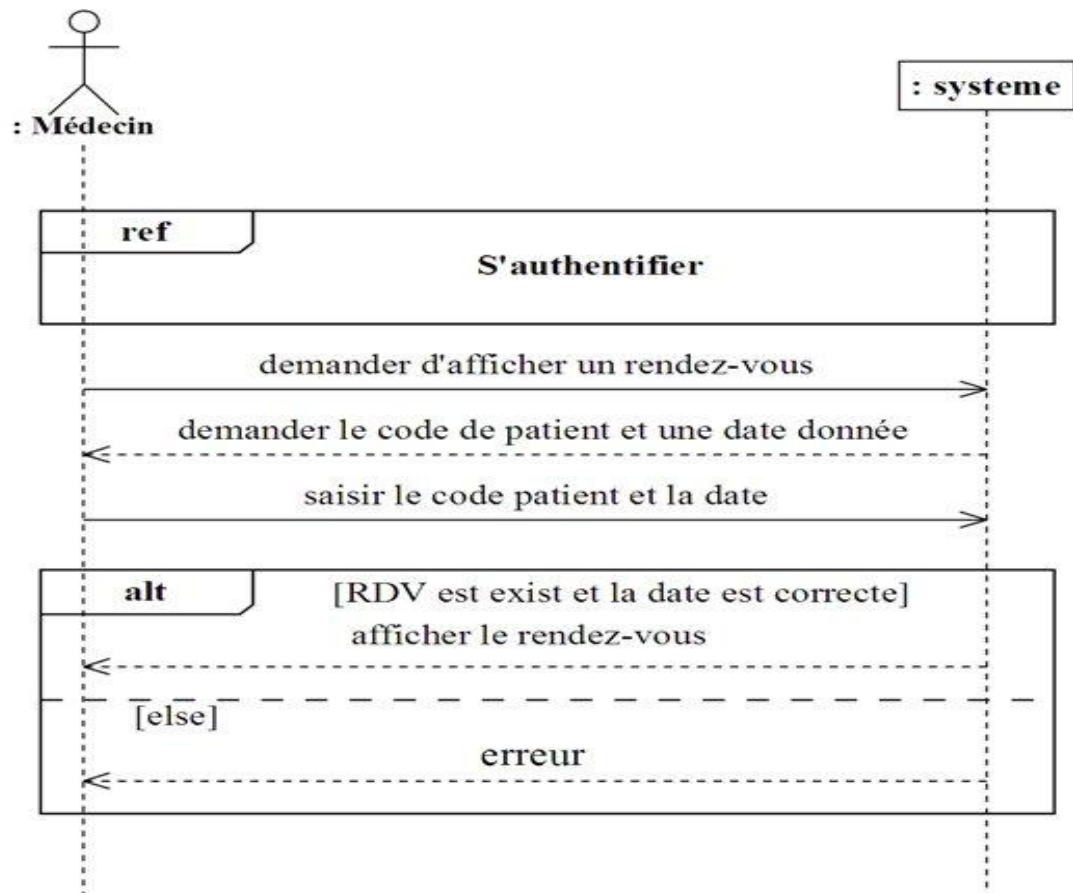 : Médecin
: systeme
ref
S'authentifier
demander d'afficher un rendez-vous
demander le code de patient et une date donnée
saisir le code patient et la date
alt
[RDV est exist et la date est correcte]
afficher le rendez-vous
[else]
erreur